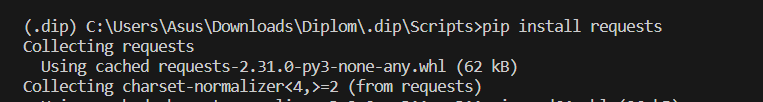 (.dip) C:\Users\Asus\Downloads\Diplom\.dip\Scripts>pip install requests
Collecting requests
  Using cached requests-2.31.0-py3-none-any.whl (62 kB)
Collecting charset-normalizer<4,>=2 (from requests)